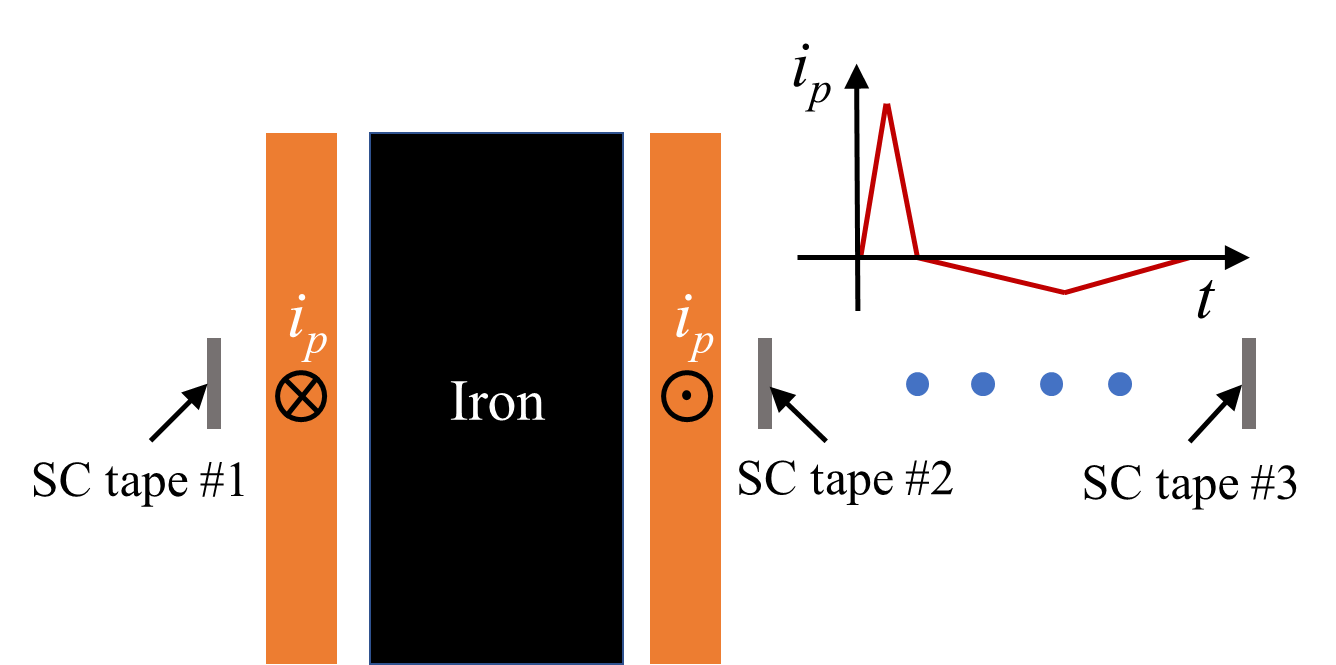 i_p
t
i_p
i_p
Iron
SC tape #1
SC tape #2
SC tape #3